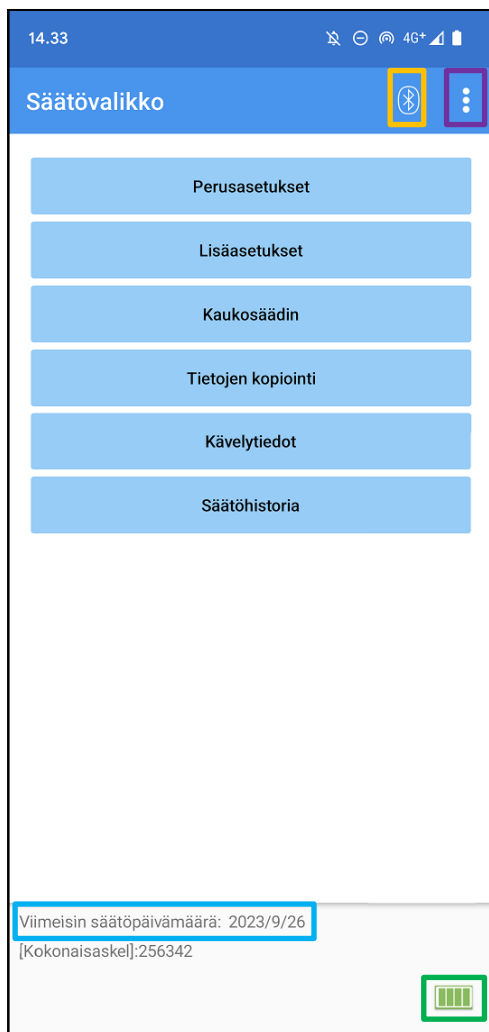 14.33 4G+
Säätövalikko
Perusasetukset
Lisäasetukset
Kaukosäädin
Tietojen kopiointi
Kävelytiedot
Säätöhistoria
Viimeisin säätöpäivämäärä: 2023/9/26
[Kokonaisaskel]:256342